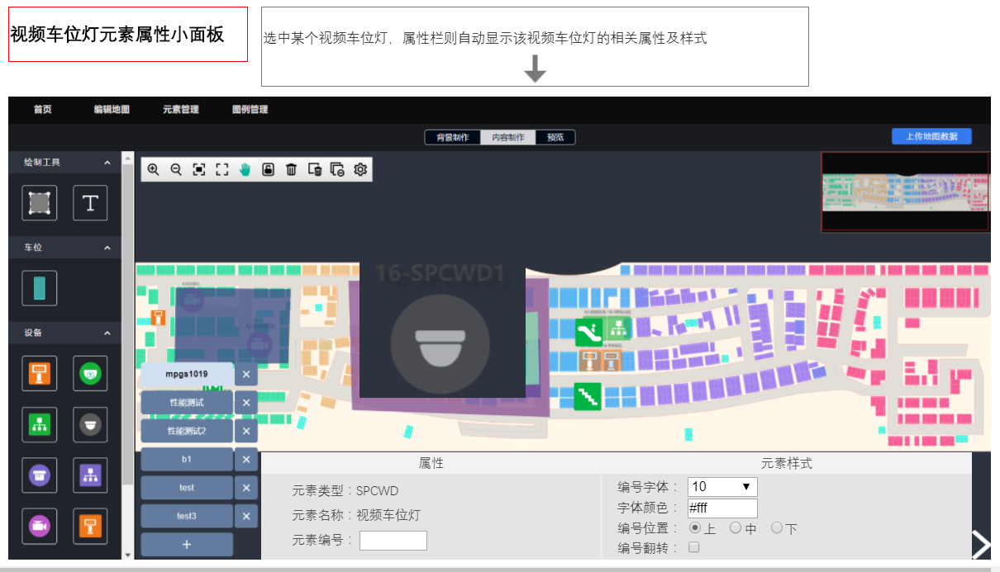 视频车位灯元素属性小面板
选中某个视频车位灯，属性栏则自动显示该视频车位灯的相关属性及样式
首页 编辑地图 元素管理 图例管理
背景制作 内容制作 预览
上传地图数据
绘制工具
T
车位
16-SPCWD1
设备
mpgs1019 ×
性能测试 ×
性能测试2 ×
b1 ×
test ×
test3 ×
+
属性
元素类型：SPCWD
元素名称：视频车位灯
元素编号：
元素样式
编号字体： 10
字体颜色： #fff
编号位置： 上 中 下
编号翻转：